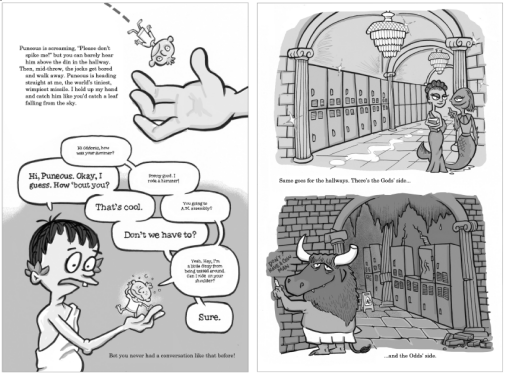 Puneous is screaming, "Please don't
spike me!" but you can barely hear
him above the din in the hallway.
Then, mid-throw, the jocks get bored
and walk away. Puneous is heading
straight at me, the world's tiniest,
wimpiest missile. I hold up my hand
and catch him like you'd catch a leaf
falling from the sky.
Hi Oddonis, how
was your summer?
Hi, Puneous. Okay, I
guess. How 'bout you?
Pretty good. I
rode a hamster!
That's cool.
You going to
A.M. assembly?
Don't we have to?
Yeah. Hey, I'm
a little dizzy from
being tossed around.
Can I ride on your
shoulder?
Sure.
Bet you never had a conversation like that before!
Same goes for the hallways. There's the Gods' side...
...and the Odds' side.